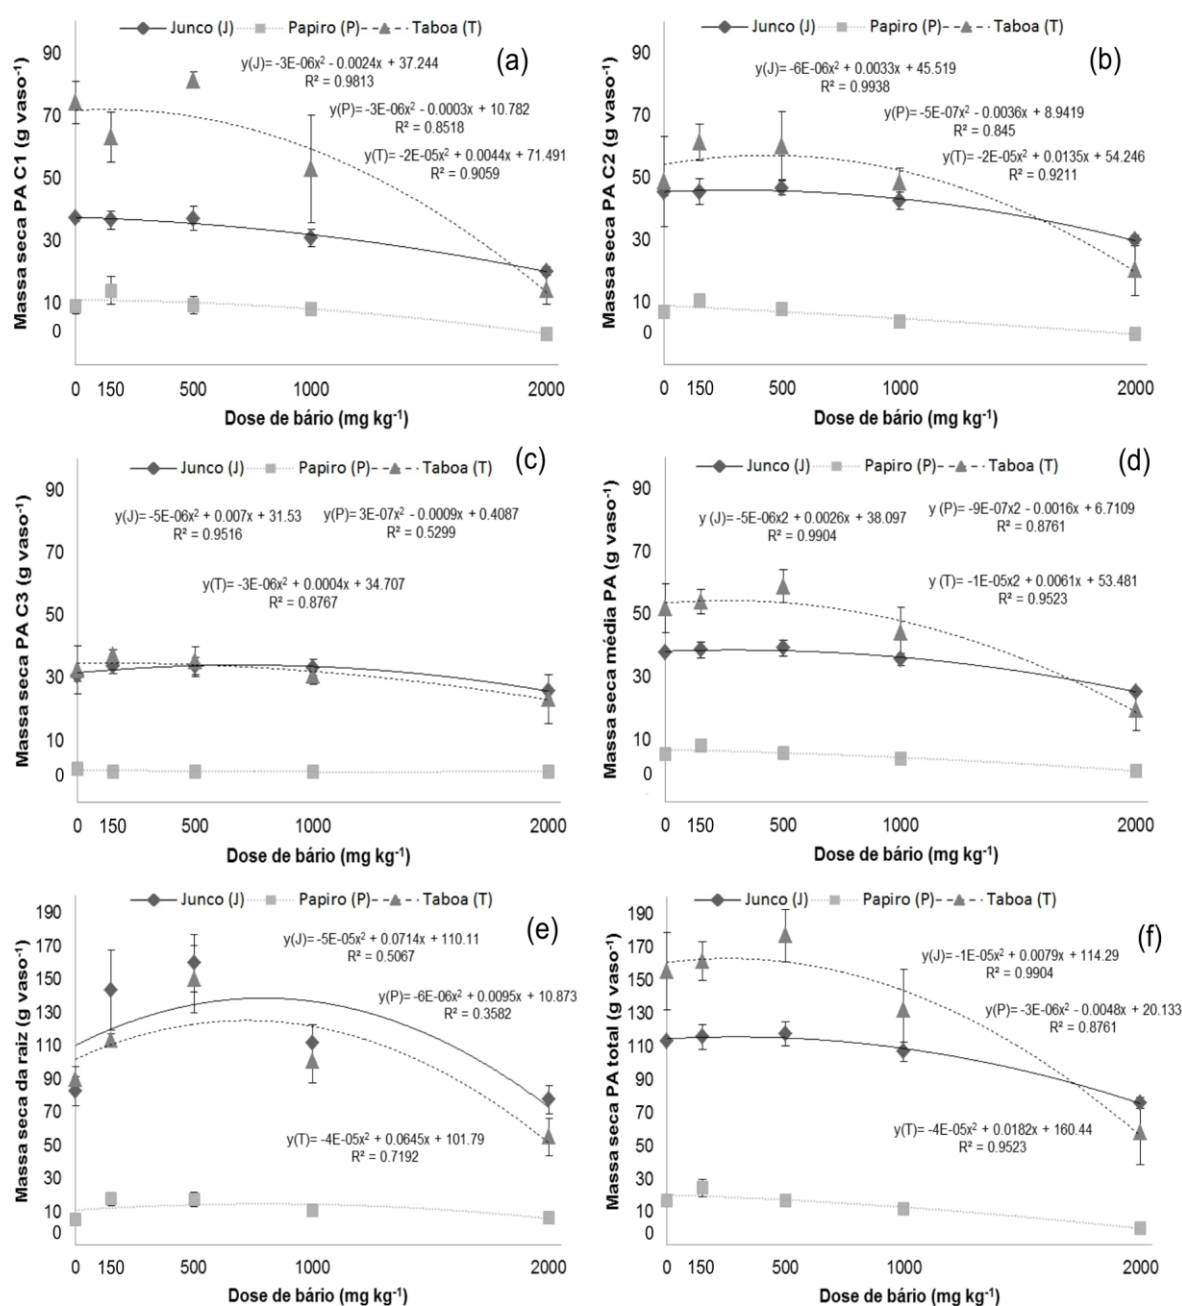 Junco (J) Papiro (P) Taboa (T)
(a)
Massa seca PA C1 (g vaso⁻¹)
y(J)= -3E-06x² - 0.0024x + 37.244
R² = 0.9813
y(P)= -3E-06x² - 0.0003x + 10.782
R² = 0.8518
y(T)= -2E-05x² + 0.0044x + 71.491
R² = 0.9059
90
70
50
30
10
0
0 150 500 1000 2000
Dose de bário (mg kg⁻¹)
Junco (J) Papiro (P) Taboa (T)
(b)
Massa seca PA C2 (g vaso⁻¹)
y(J)= -6E-06x² + 0.0033x + 45.519
R² = 0.9938
y(P)= -5E-07x² - 0.0036x + 8.9419
R² = 0.845
y(T)= -2E-05x² + 0.0135x + 54.246
R² = 0.9211
90
70
50
30
10
0
0 150 500 1000 2000
Dose de bário (mg kg⁻¹)
Junco (J) Papiro (P) Taboa (T)
(c)
Massa seca PA C3 (g vaso⁻¹)
y(J)= -5E-06x² + 0.007x + 31.53
R² = 0.9516
y(P)= 3E-07x² - 0.0009x + 0.4087
R² = 0.5299
y(T)= -3E-06x² + 0.0004x + 34.707
R² = 0.8767
90
70
50
30
10
0
0 150 500 1000 2000
Dose de bário (mg kg⁻¹)
Junco (J) Papiro (P) Taboa (T)
(d)
Massa seca média PA (g vaso⁻¹)
y (J)= -5E-06x2 + 0.0026x + 38.097
R² = 0.9904
y (P)= -9E-07x2 - 0.0016x + 6.7109
R² = 0.8761
y (T)= -1E-05x2 + 0.0061x + 53.481
R² = 0.9523
90
70
50
30
10
0
0 150 500 1000 2000
Dose de bário (mg kg⁻¹)
Junco (J) Papiro (P) Taboa (T)
(e)
Massa seca da raiz (g vaso⁻¹)
y(J)= -5E-05x² + 0.0714x + 110.11
R² = 0.5067
y(P)= -6E-06x² + 0.0095x + 10.873
R² = 0.3582
y(T)= -4E-05x² + 0.0645x + 101.79
R² = 0.7192
190
170
150
130
110
90
70
50
30
10
0
0 150 500 1000 2000
Dose de bário (mg kg⁻¹)
Junco (J) Papiro (P) Taboa (T)
(f)
Massa seca PA total (g vaso⁻¹)
y(J)= -1E-05x² + 0.0079x + 114.29
R² = 0.9904
y(P)= -3E-06x² - 0.0048x + 20.133
R² = 0.8761
y(T)= -4E-05x² + 0.0182x + 160.44
R² = 0.9523
190
170
150
130
110
90
70
50
30
10
0
0 150 500 1000 2000
Dose de bário (mg kg⁻¹)